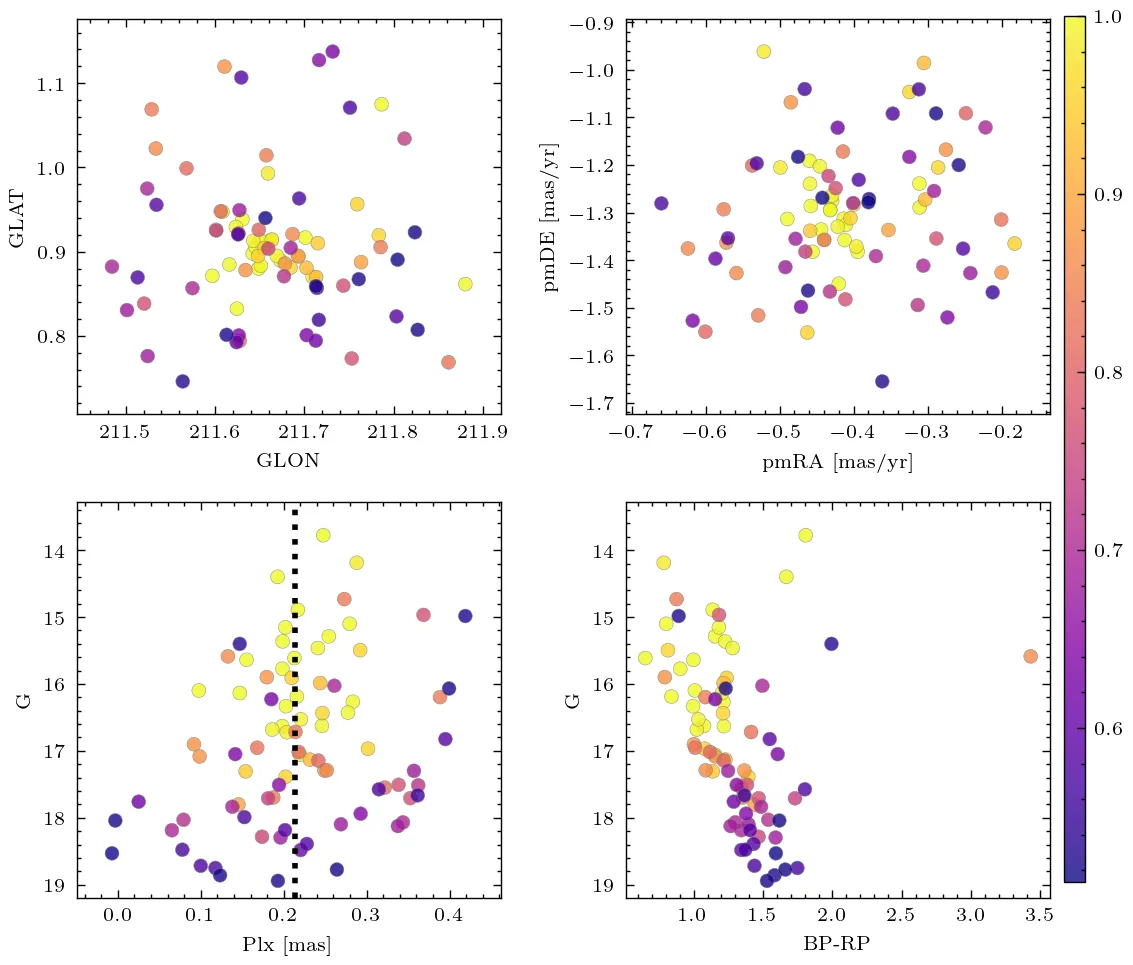 1.1
1.0
0.9
0.8
GLAT
211.5 211.6 211.7 211.8 211.9
GLON
−0.9
−1.0
−1.1
−1.2
−1.3
−1.4
−1.5
−1.6
−1.7
pmDE [mas/yr]
−0.7 −0.6 −0.5 −0.4 −0.3 −0.2
pmRA [mas/yr]
14
15
16
17
18
19
G
0.0 0.1 0.2 0.3 0.4
Plx [mas]
14
15
16
17
18
19
G
1.0 1.5 2.0 2.5 3.0 3.5
BP-RP
1.0
0.9
0.8
0.7
0.6